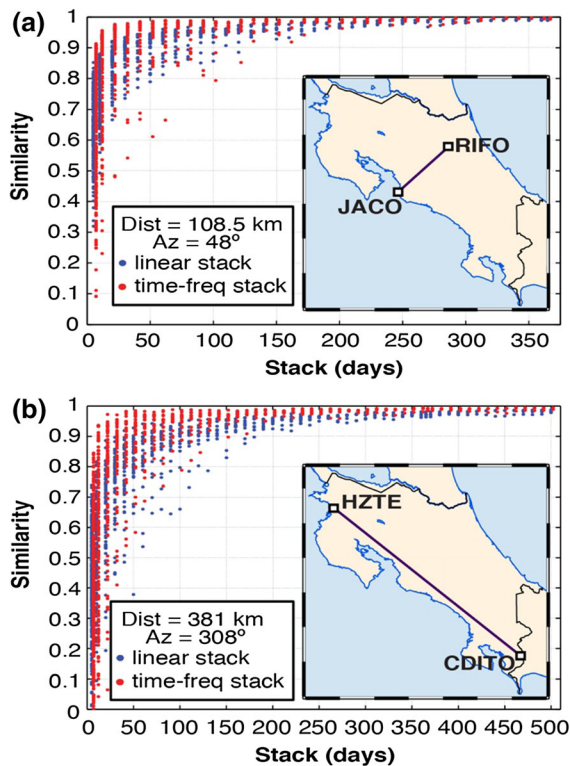 (a)
1
0.9
0.8
0.7
0.6
0.5
0.4
0.3
0.2
0.1
0
Similarity
RIFO
JACO
Dist = 108.5 km
Az = 48º
linear stack
time-freq stack
0 50 100 150 200 250 300 350
Stack (days)
(b)
1
0.9
0.8
0.7
0.6
0.5
0.4
0.3
0.2
0.1
0
Similarity
HZTE
CDITO
Dist = 381 km
Az = 308º
linear stack
time-freq stack
0 50 100 150 200 250 300 350 400 450 500
Stack (days)